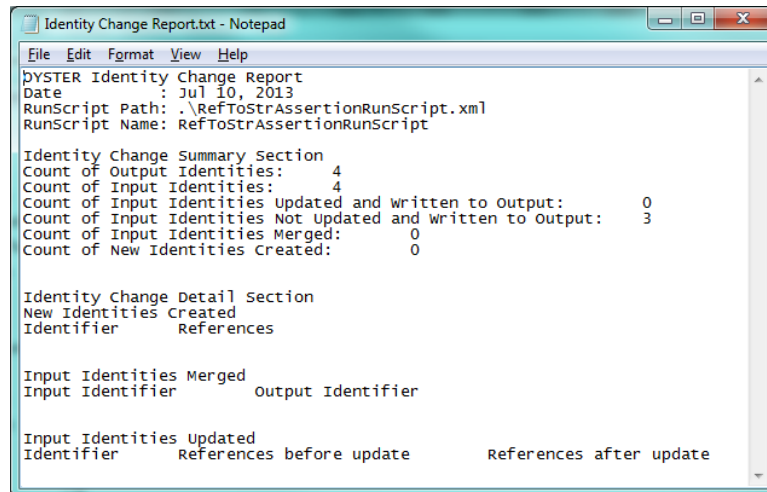 Identity Change Report.txt - Notepad
File Edit Format View Help
OYSTER Identity Change Report
Date : Jul 10, 2013
RunScript Path: .\RefToStrAssertionRunScript.xml
RunScript Name: RefToStrAssertionRunScript
Identity Change Summary Section
Count of Output Identities: 4
Count of Input Identities: 4
Count of Input Identities Updated and Written to Output: 0
Count of Input Identities Not Updated and Written to Output: 3
Count of Input Identities Merged: 0
Count of New Identities Created: 0
Identity Change Detail Section
New Identities Created
Identifier References
Input Identities Merged
Input Identifier Output Identifier
Input Identities Updated
Identifier References before update References after update